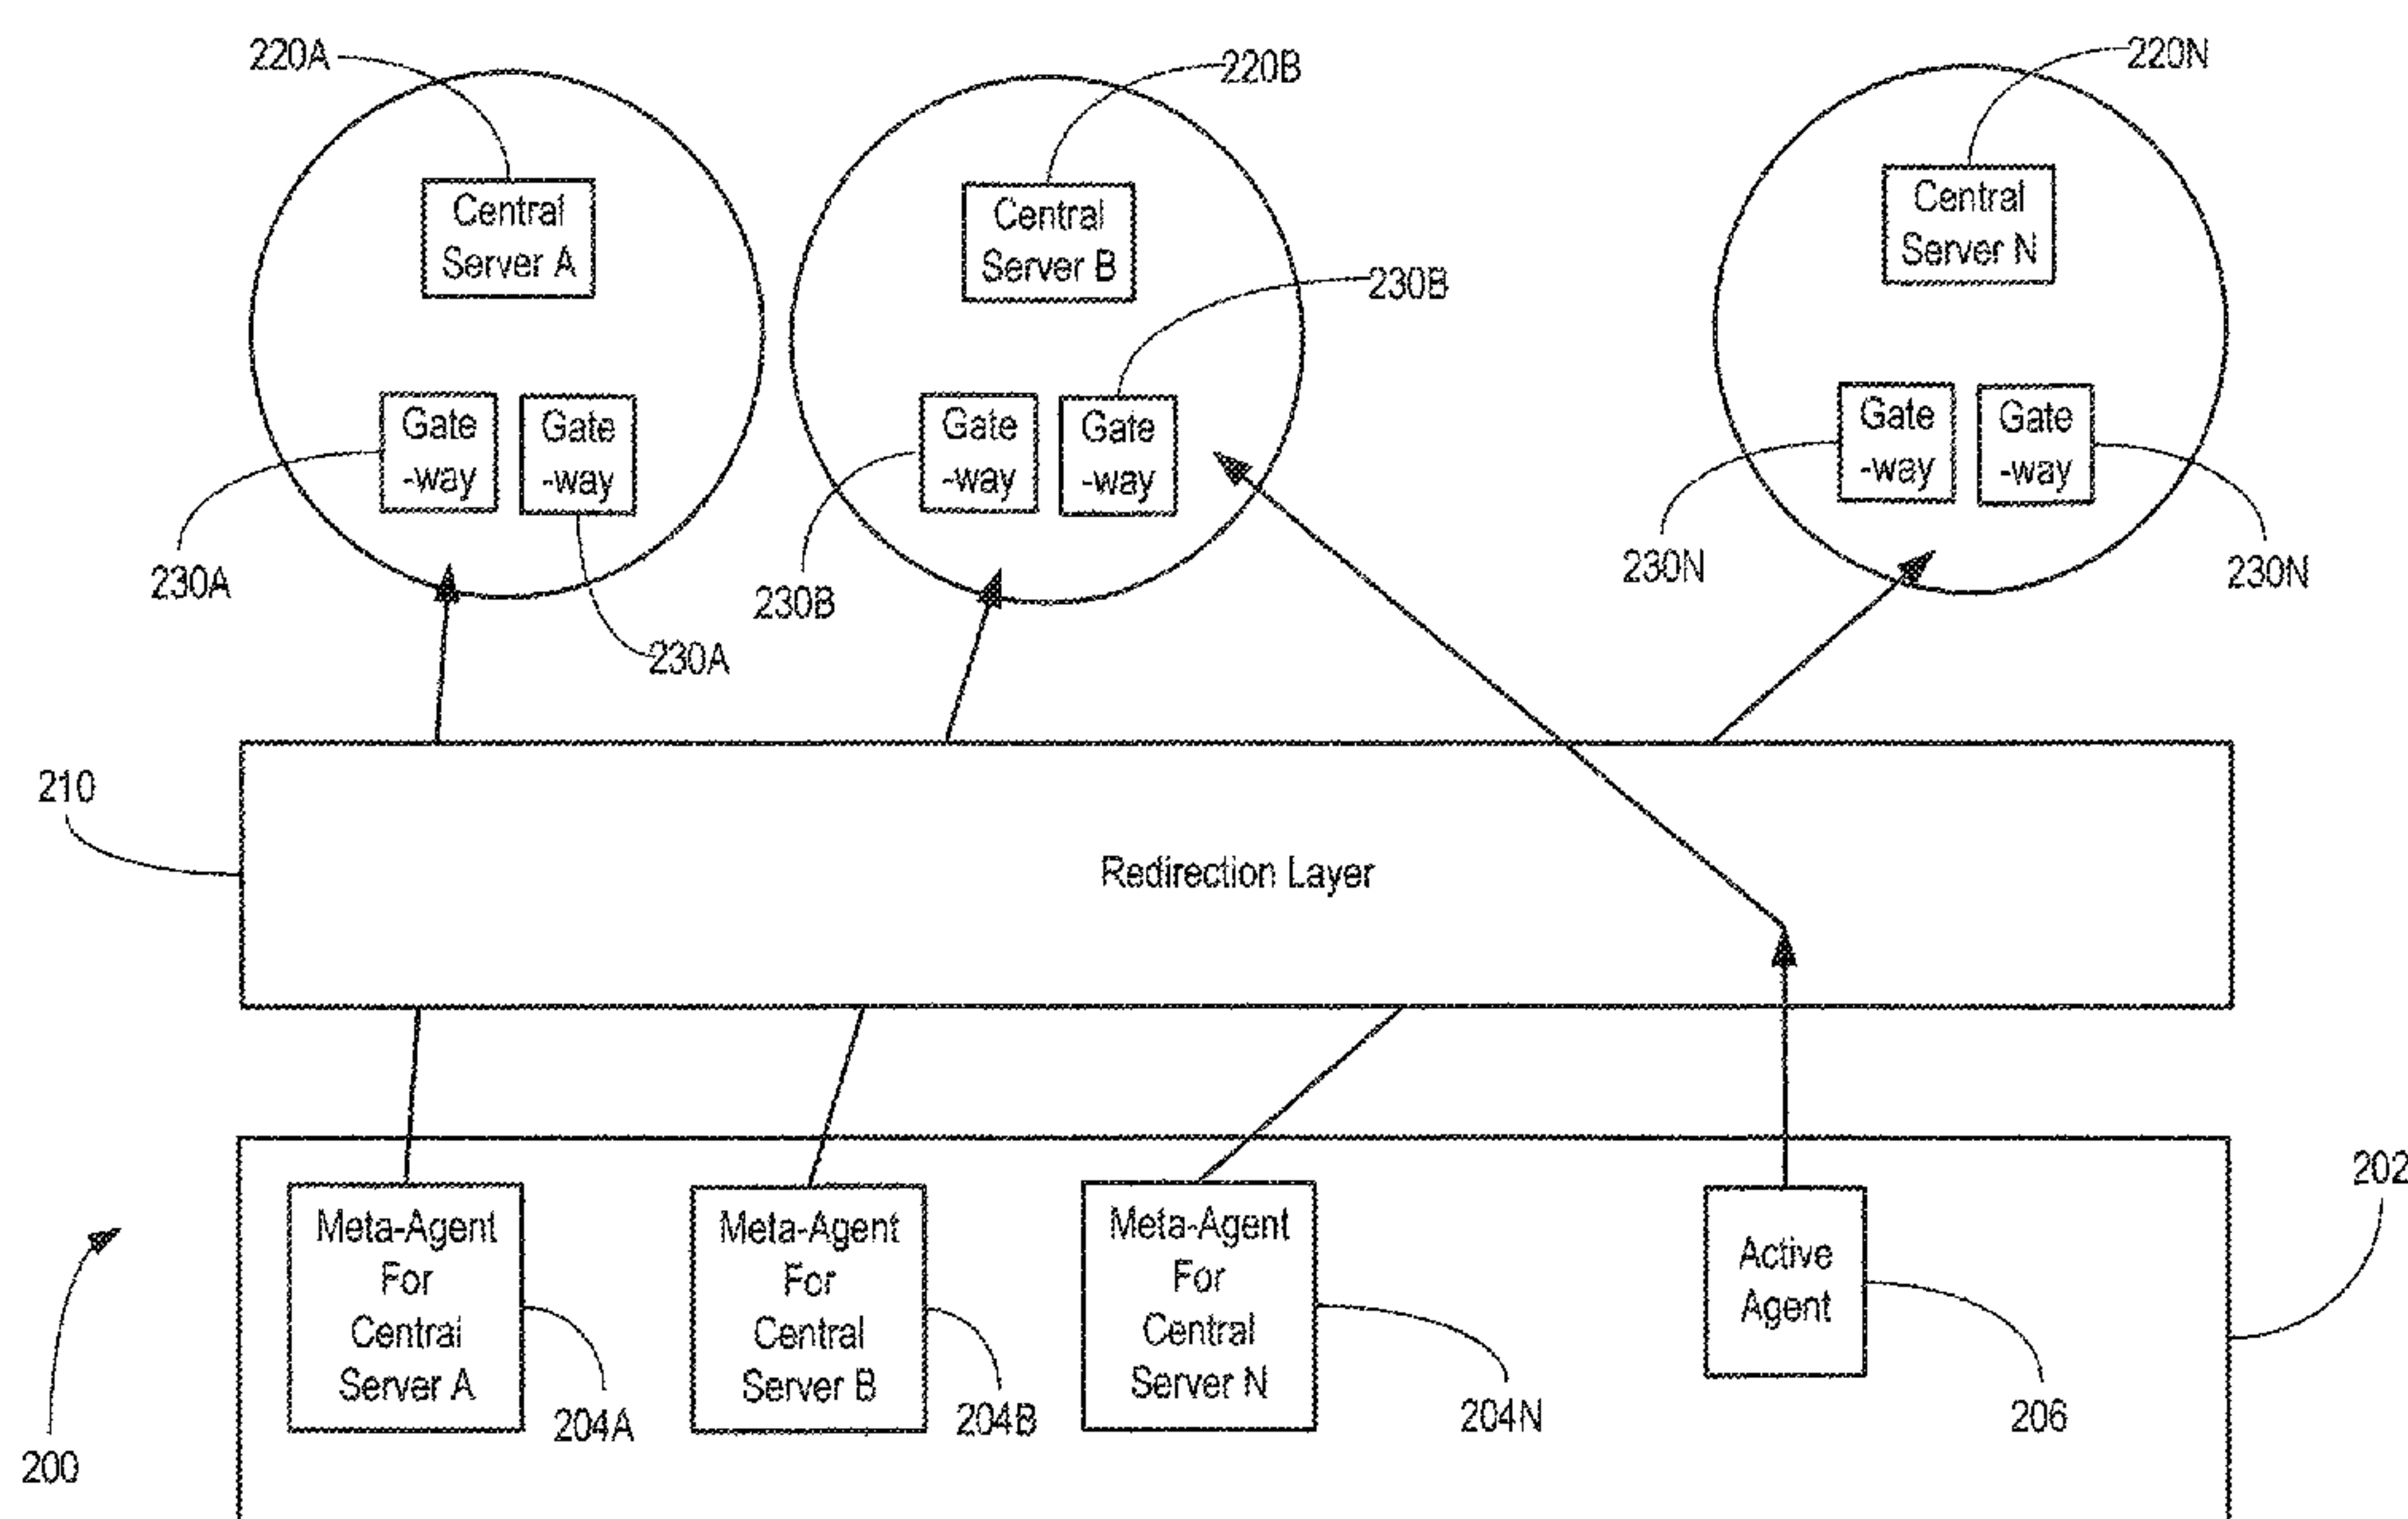 220A
220B
220N
Central
Server A
Central
Server B
Central
Server N
230B
Gate
-way
Gate
-way
Gate
-way
Gate
-way
Gate
-way
Gate
-way
230A
230A
230B
230N
230N
210
Redirection Layer
202
Meta-Agent
For
Central
Server A
Meta-Agent
For
Central
Server B
Meta-Agent
For
Central
Server N
Active
Agent
204A
204B
204N
206
200